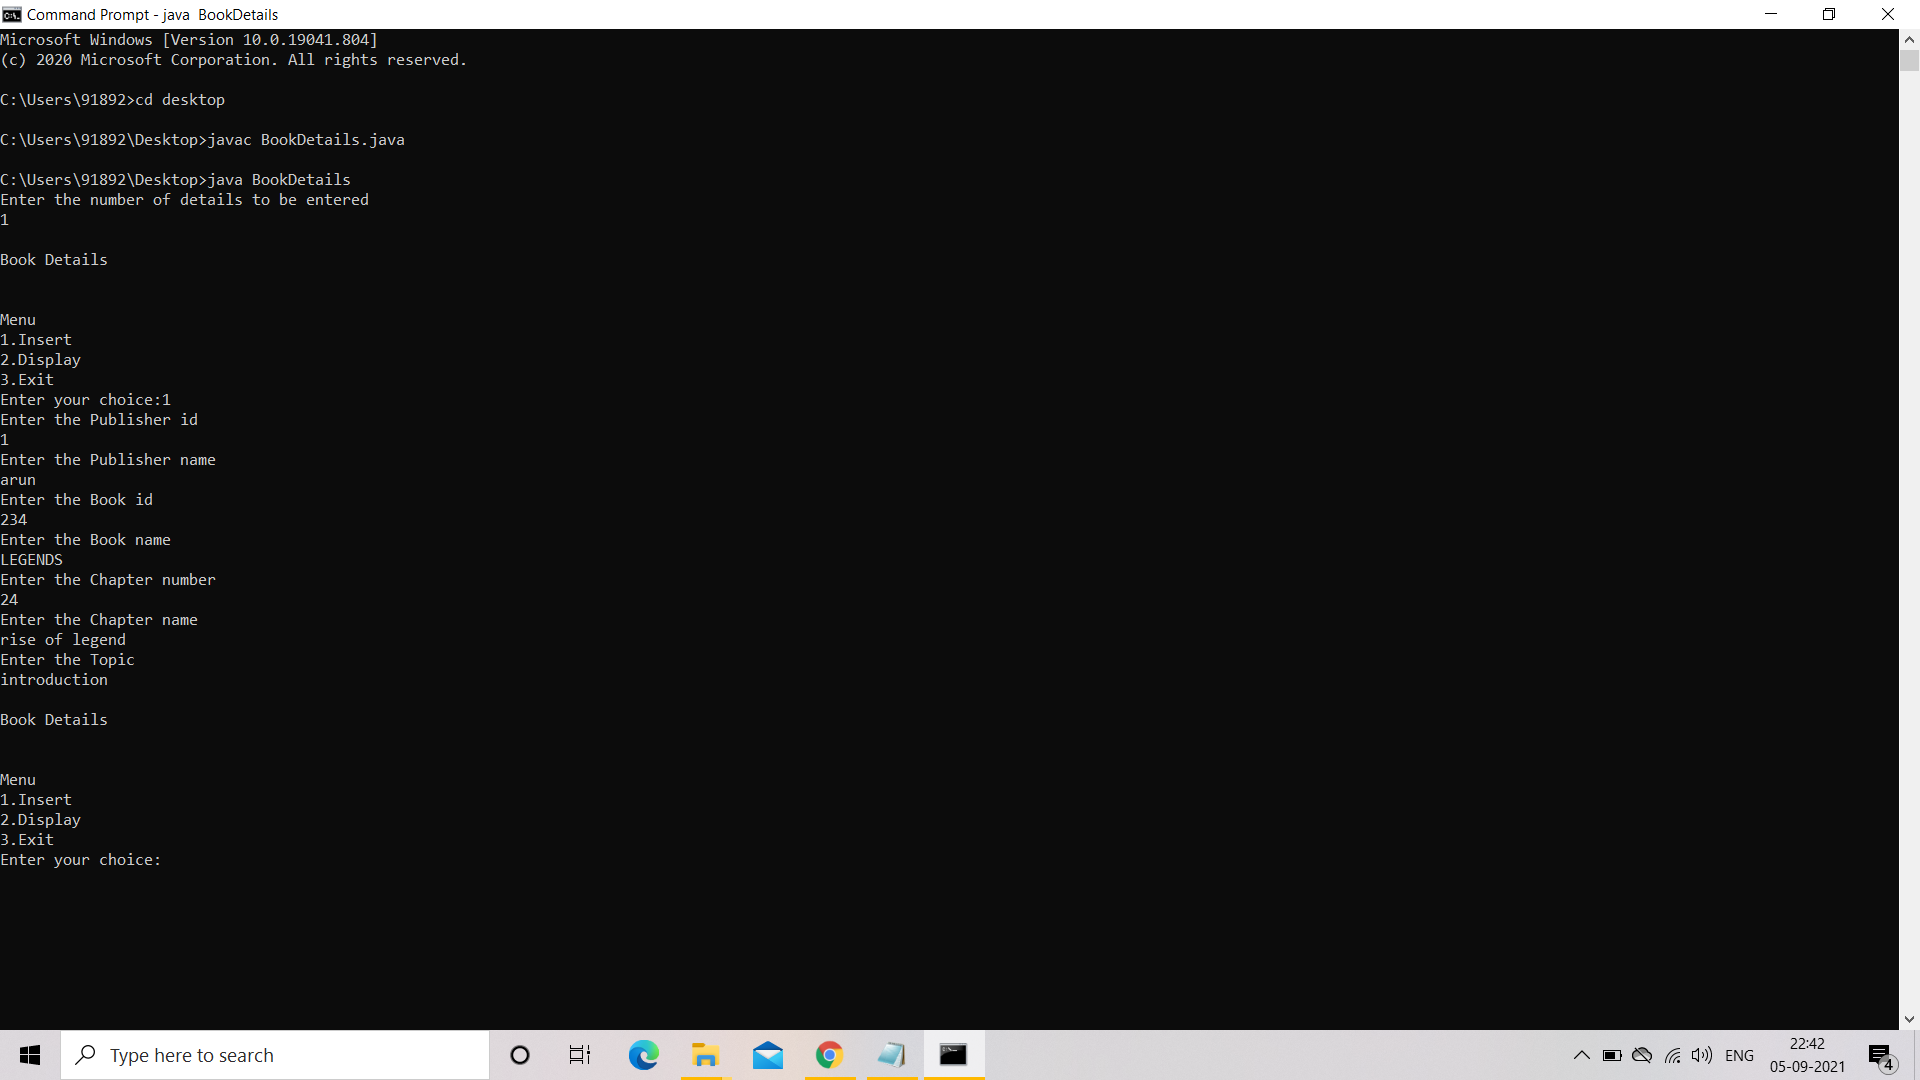 Command Prompt - java  BookDetails
Microsoft Windows [Version 10.0.19041.804]
(c) 2020 Microsoft Corporation. All rights reserved.
C:\Users\91892>cd desktop
C:\Users\91892\Desktop>javac BookDetails.java
C:\Users\91892\Desktop>java BookDetails
Enter the number of details to be entered
1
Book Details
Menu
1.Insert
2.Display
3.Exit
Enter your choice:1
Enter the Publisher id
1
Enter the Publisher name
arun
Enter the Book id
234
Enter the Book name
LEGENDS
Enter the Chapter number
24
Enter the Chapter name
rise of legend
Enter the Topic
introduction
Book Details
Menu
1.Insert
2.Display
3.Exit
Enter your choice:
Type here to search
ENG
22:42
05-09-2021
4